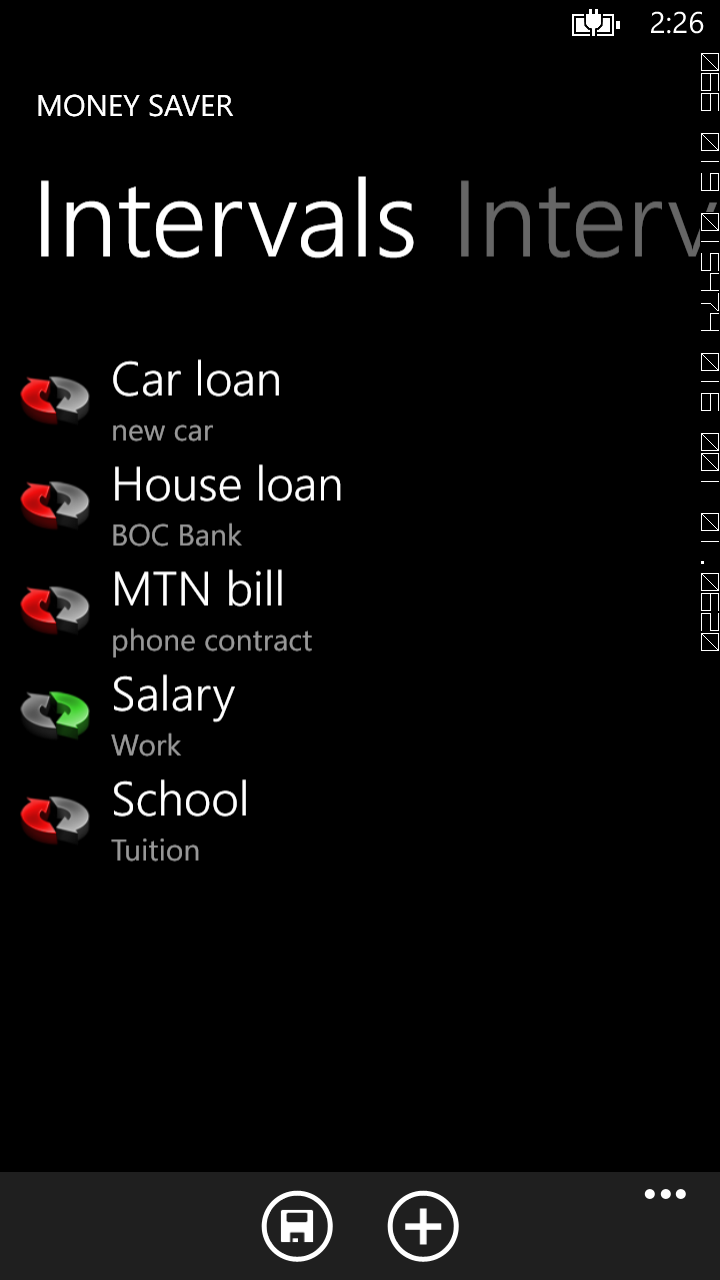 2:26
MONEY SAVER
Intervals Interv
Car loan
new car
House loan
BOC Bank
MTN bill
phone contract
Salary
Work
School
Tuition